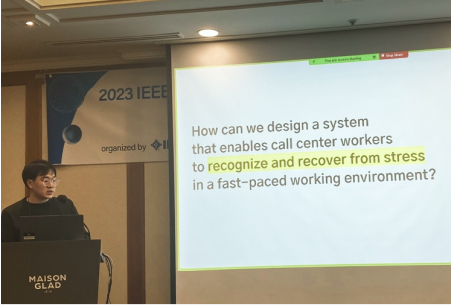 2023 IEEE
organized by
You are screen sharing
Stop Share
How can we design a system
that enables call center workers
to recognize and recover from stress
in a fast-paced working environment?
MAISON
GLAD